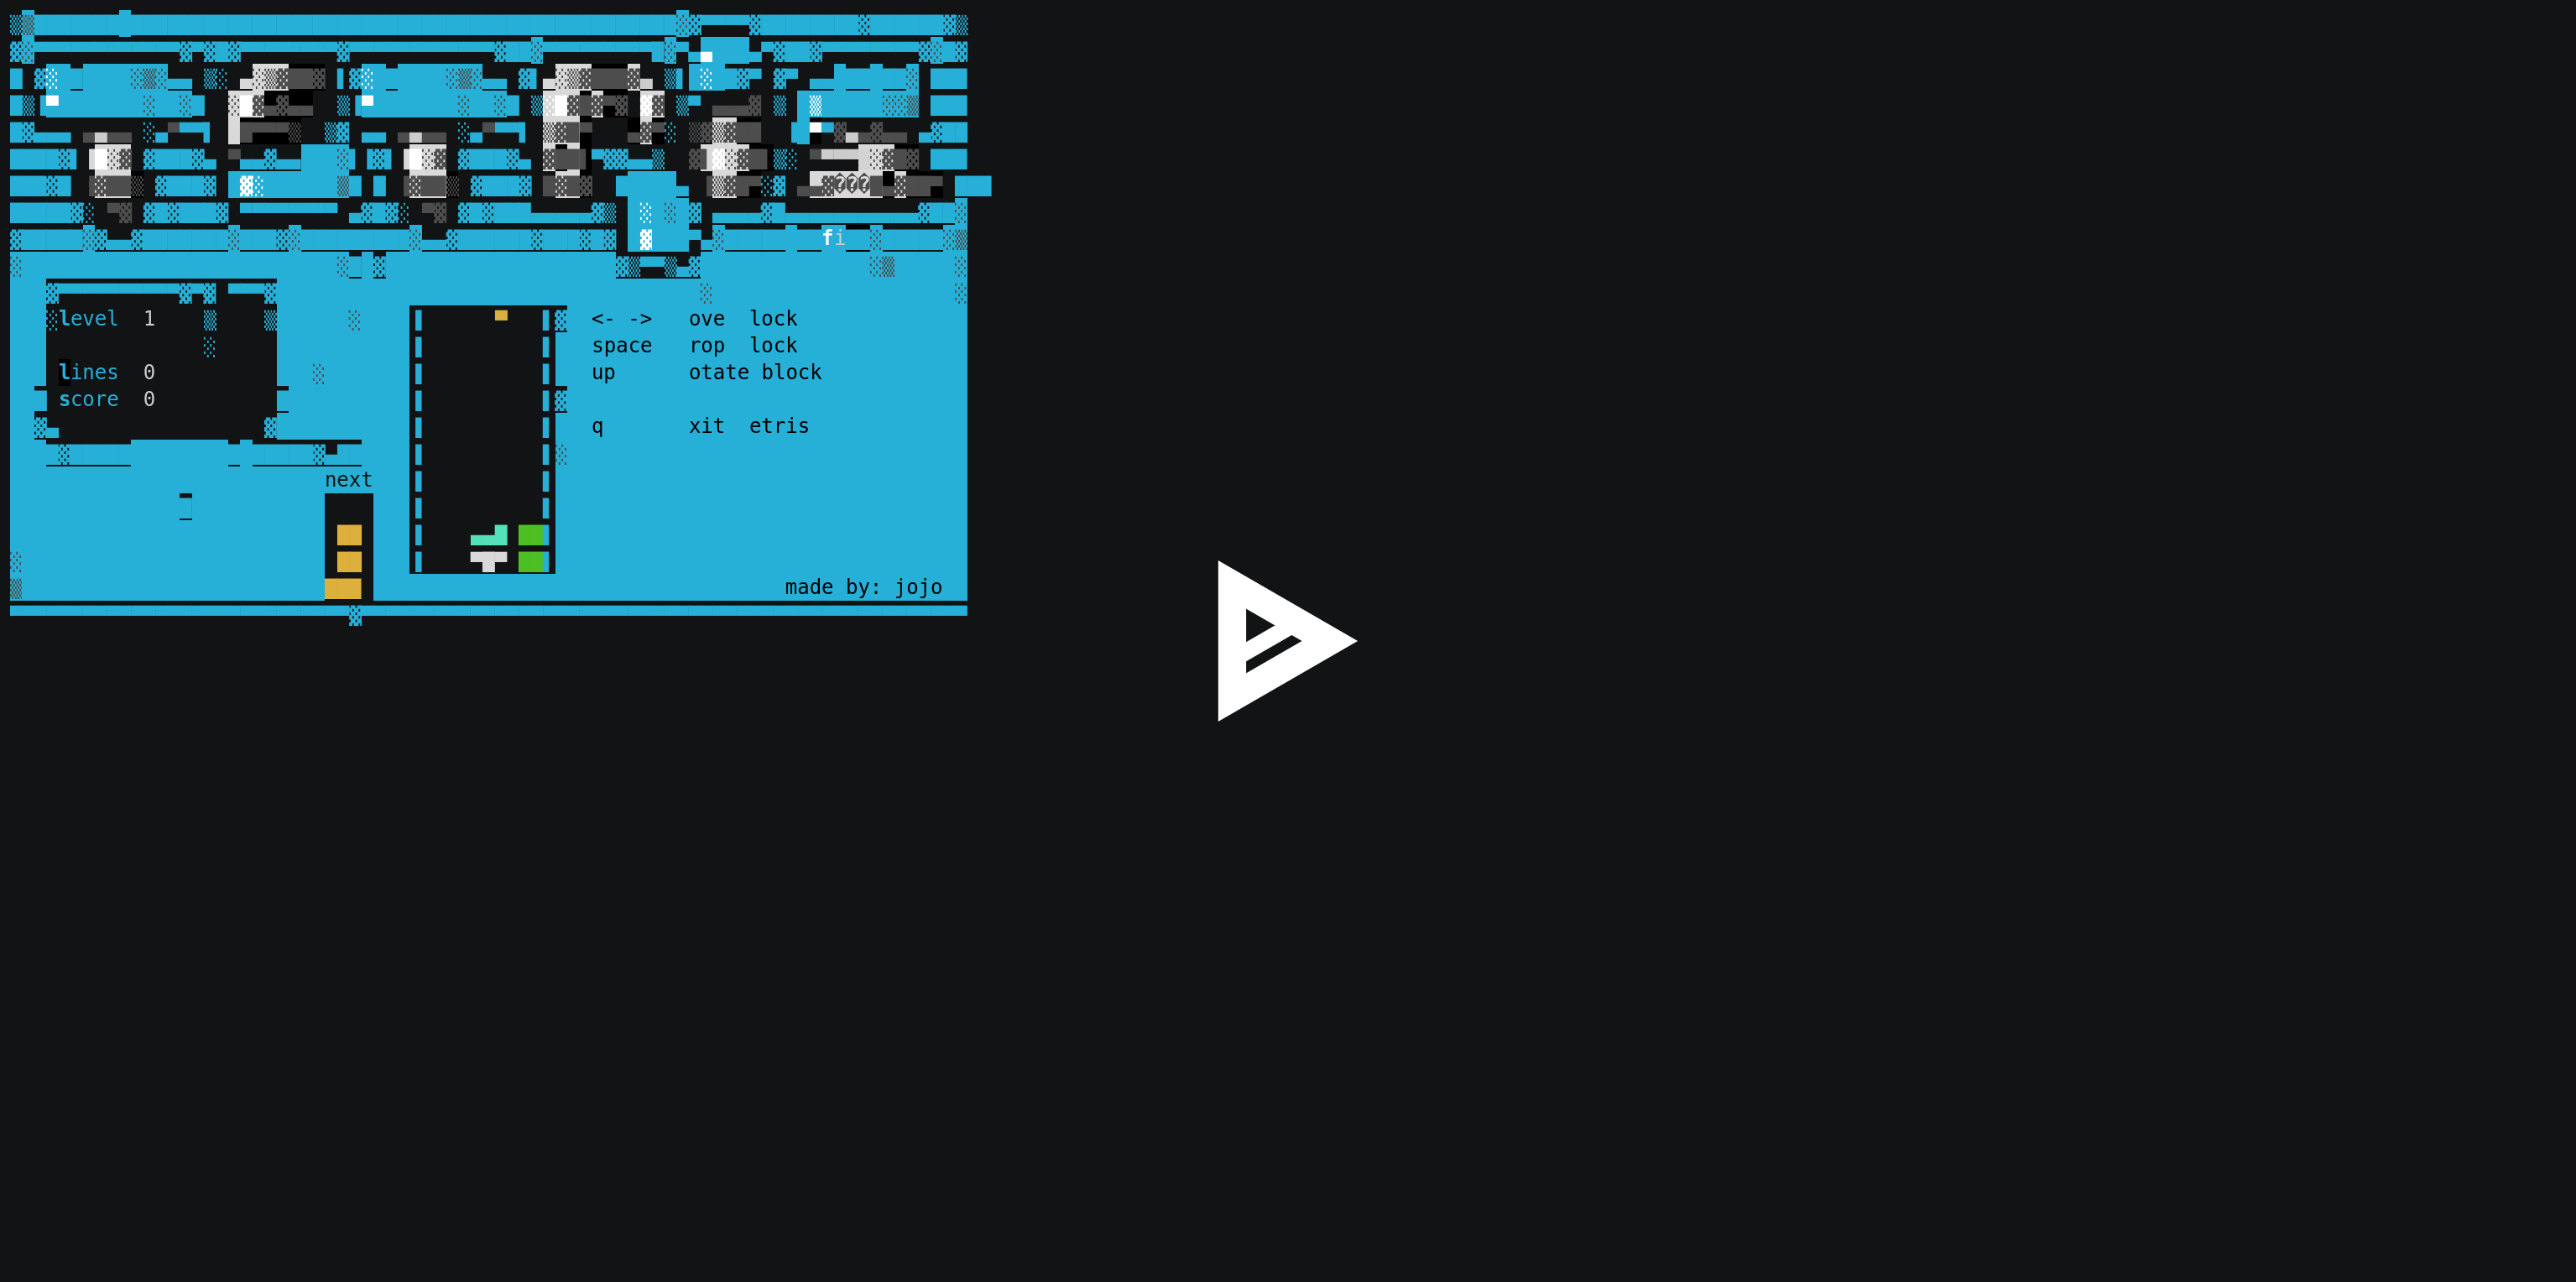 fi
level 1
lines 0
score 0
next
<- -> ove lock
space rop lock
up otate block
q xit etris
made by: jojo